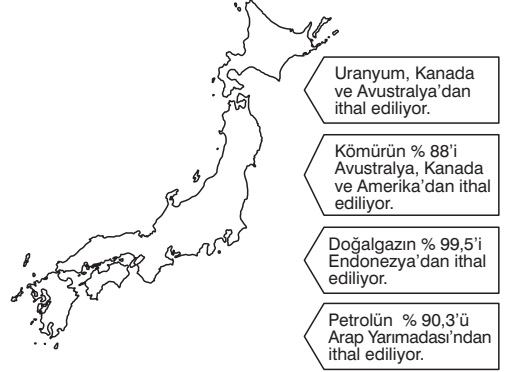 Uranyum, Kanada
ve Avustralya'dan
ithal ediliyor.
Kömürün % 88'i
Avustralya, Kanada
ve Amerika'dan ithal
ediliyor.
Doğalgazın % 99,5'i
Endonezya'dan ithal
ediliyor.
Petrolün % 90,3'ü
Arap Yarımadası'ndan
ithal ediliyor.